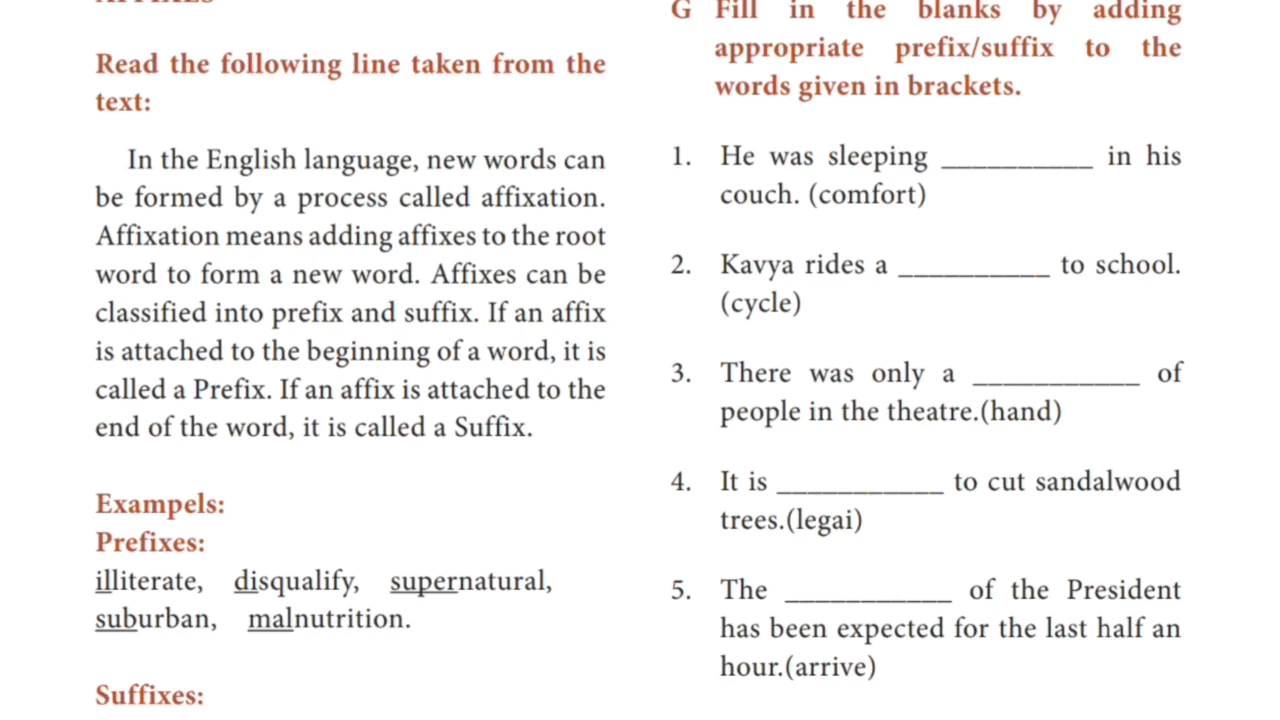 AFFIXES
Read the following line taken from the
text:
In the English language, new words can
be formed by a process called affixation.
Affixation means adding affixes to the root
word to form a new word. Affixes can be
classified into prefix and suffix. If an affix
is attached to the beginning of a word, it is
called a Prefix. If an affix is attached to the
end of the word, it is called a Suffix.
Exampels:
Prefixes:
illiterate, disqualify, supernatural,
suburban, malnutrition.
Suffixes:
G Fill in the blanks by adding
appropriate prefix/suffix to the
words given in brackets.
1. He was sleeping __________ in his
couch. (comfort)
2. Kavya rides a __________ to school.
(cycle)
3. There was only a ___________ of
people in the theatre.(hand)
4. It is ___________ to cut sandalwood
trees.(legai)
5. The ___________ of the President
has been expected for the last half an
hour.(arrive)